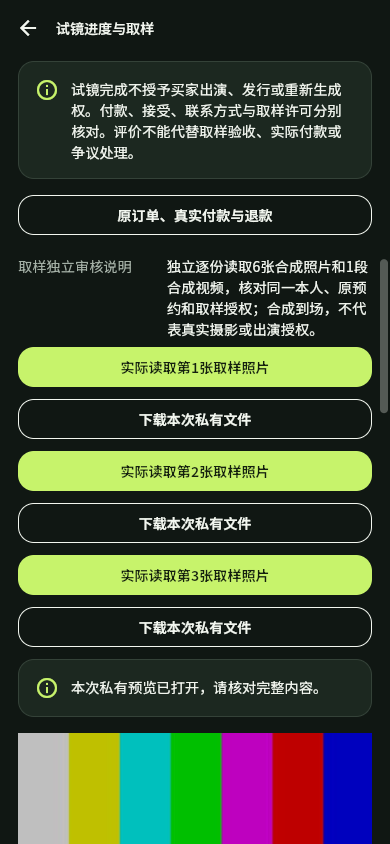 试镜进度与取样
试镜完成不授予买家出演、发行或重新生成
权。付款、接受、联系方式与取样许可分别
核对。评价不能代替取样验收、实际付款或
争议处理。
原订单、真实付款与退款
取样独立审核说明
独立逐份读取6张合成照片和1段
合成视频，核对同一本人、原预
约和取样授权；合成到场，不代
表真实摄影或出演授权。
实际读取第1张取样照片
下载本次私有文件
实际读取第2张取样照片
下载本次私有文件
实际读取第3张取样照片
下载本次私有文件
本次私有预览已打开，请核对完整内容。